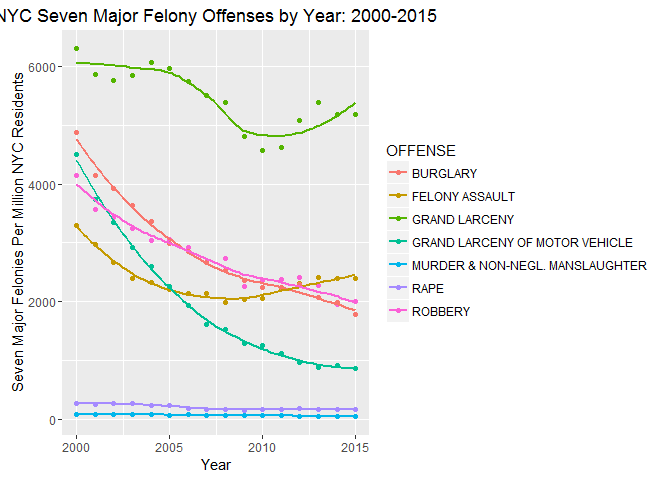 NYC Seven Major Felony Offenses by Year: 2000-2015
Seven Major Felonies Per Million NYC Residents
6000
4000
2000
0
2000
2005
2010
2015
Year
OFFENSE
BURGLARY
FELONY ASSAULT
GRAND LARCENY
GRAND LARCENY OF MOTOR VEHICLE
MURDER & NON-NEGL. MANSLAUGHTER
RAPE
ROBBERY